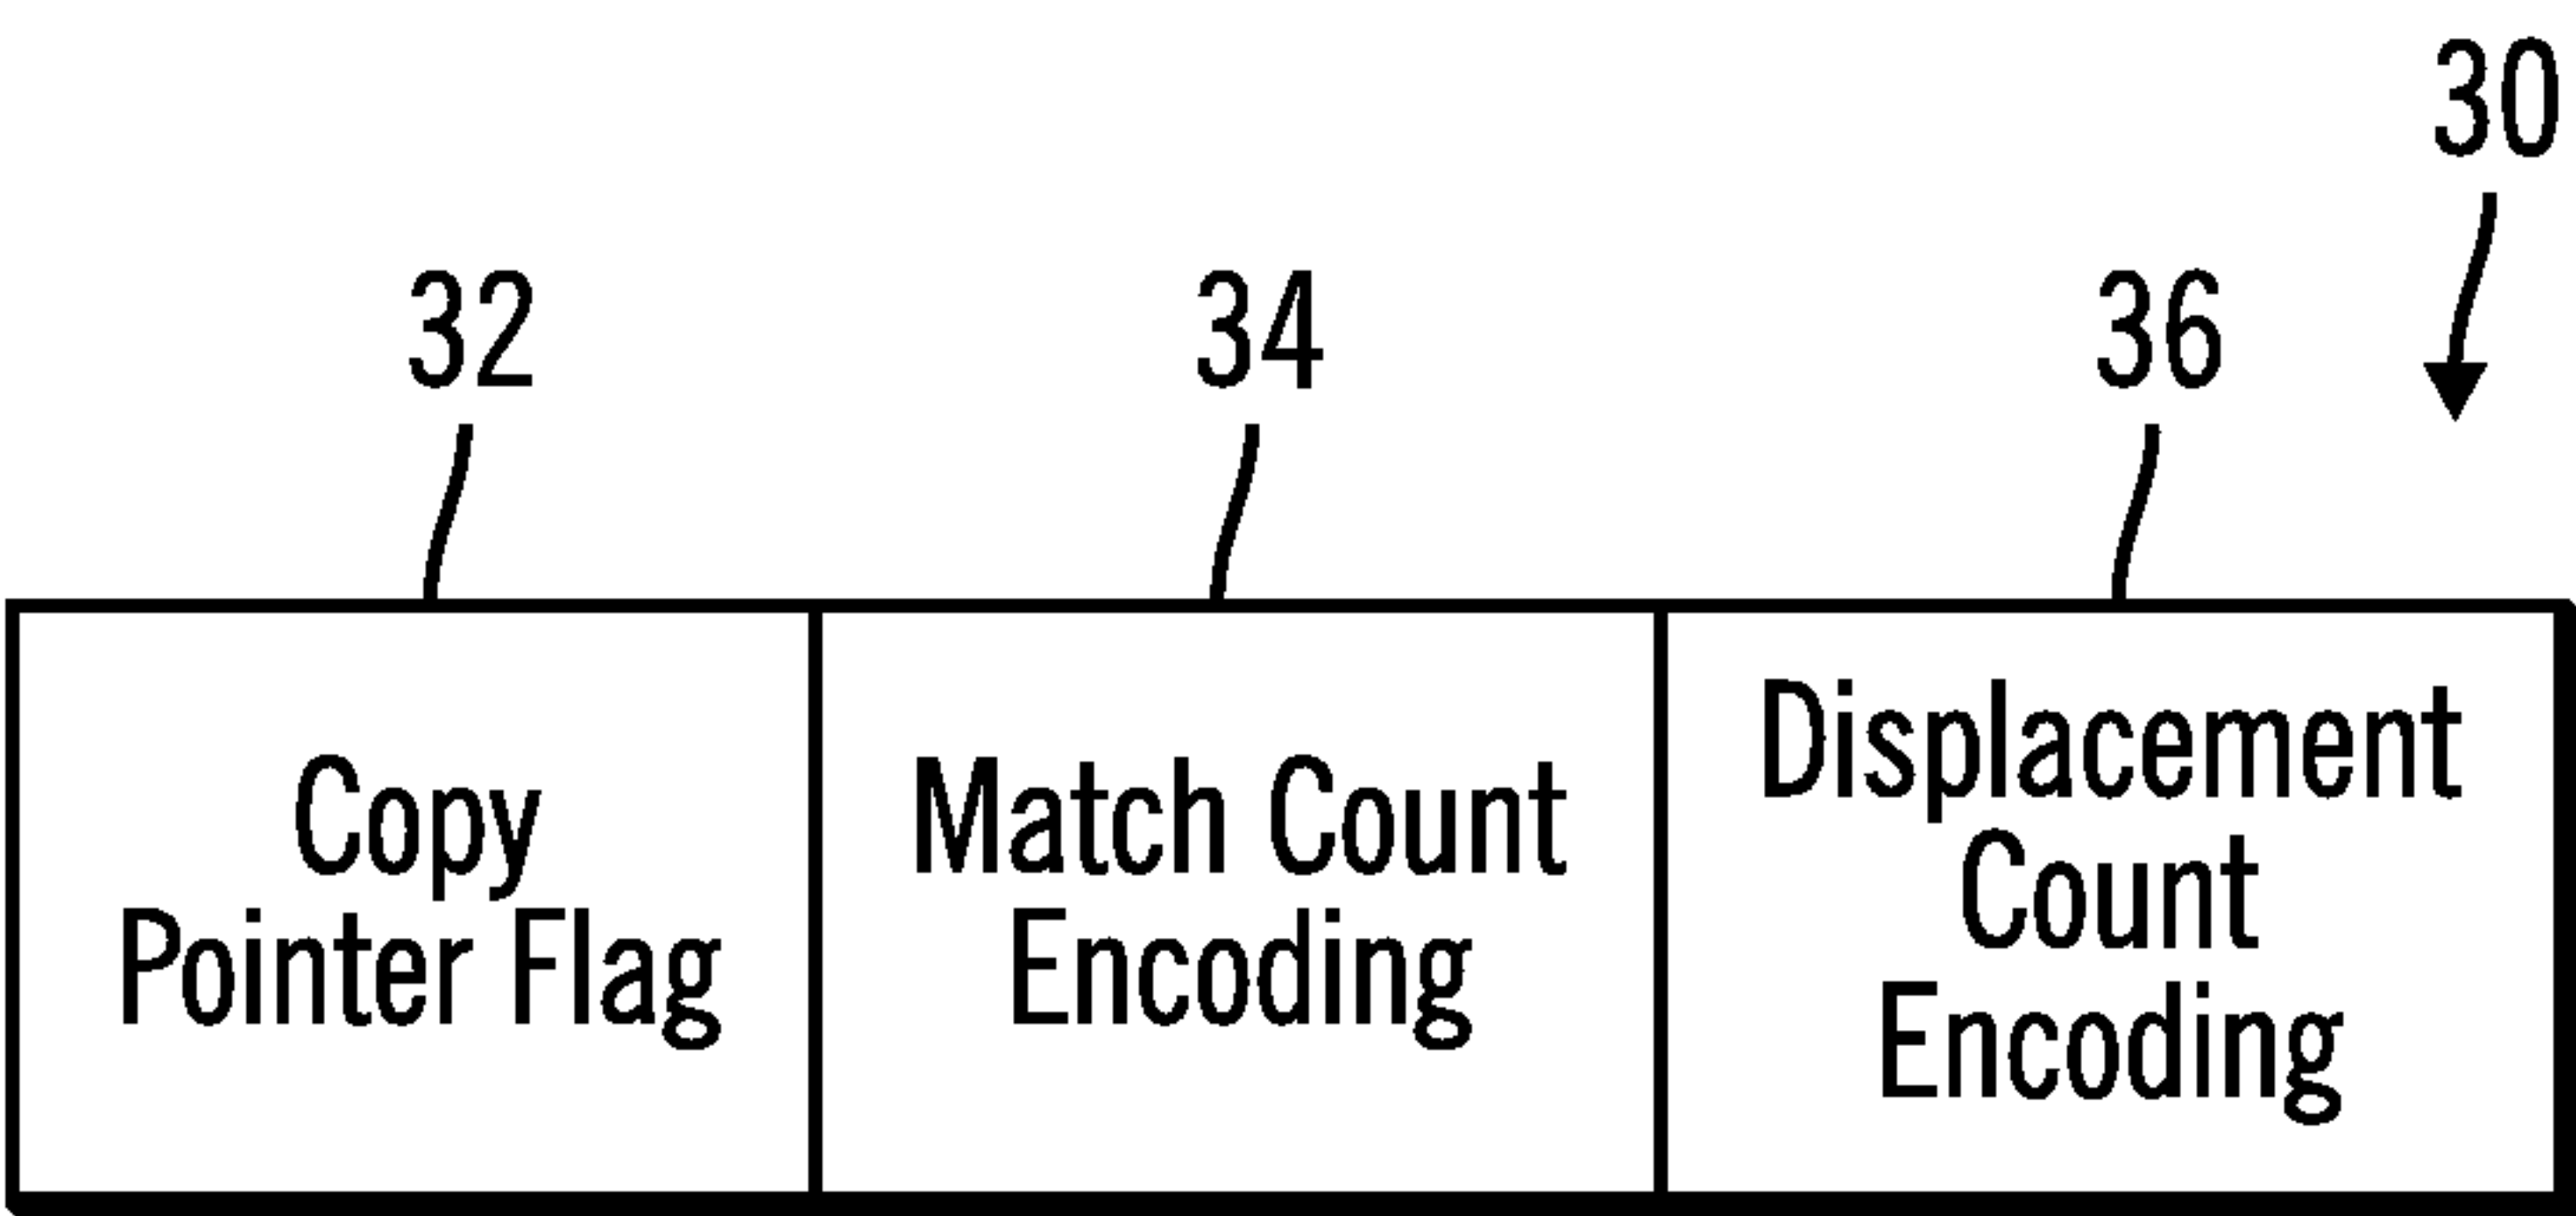 30
32
34
36
Copy
Pointer Flag
Match Count
Encoding
Displacement
Count
Encoding